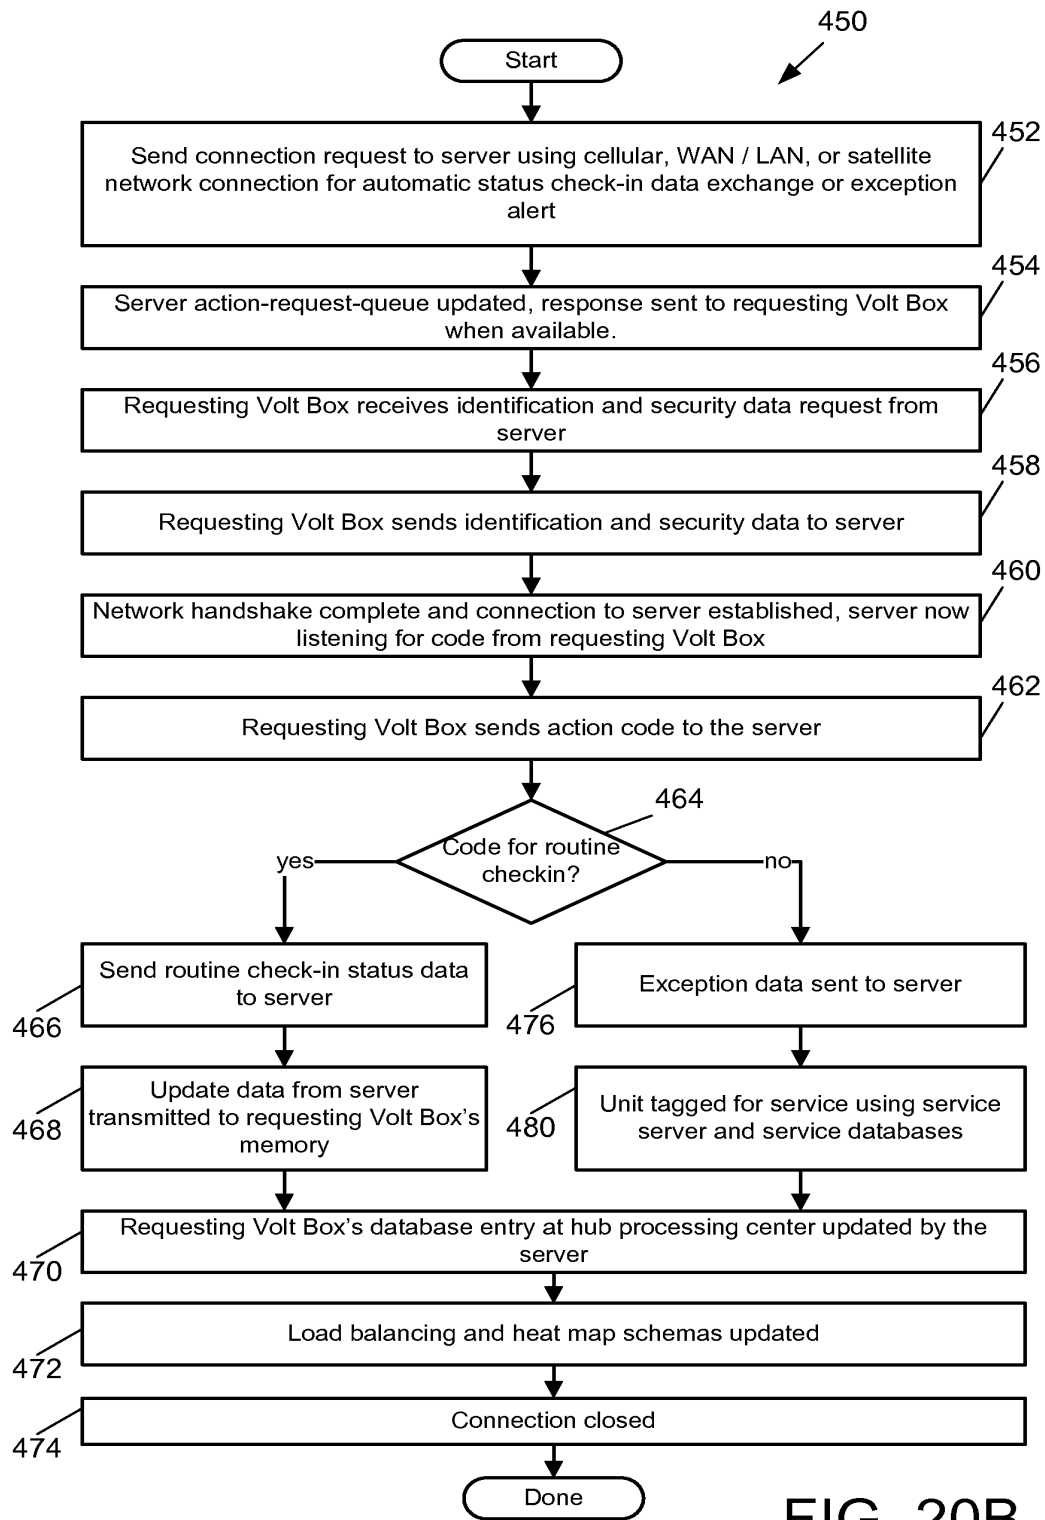 450
Start
452
Send connection request to server using cellular, WAN / LAN, or satellite
network connection for automatic status check-in data exchange or exception
alert
454
Server action-request-queue updated, response sent to requesting Volt Box
when available.
456
Requesting Volt Box receives identification and security data request from
server
458
Requesting Volt Box sends identification and security data to server
460
Network handshake complete and connection to server established, server now
listening for code from requesting Volt Box
462
Requesting Volt Box sends action code to the server
464
Code for routine
checkin?
yes
no
Send routine check-in status data
to server
466
Exception data sent to server
476
Update data from server
transmitted to requesting Volt Box's
memory
468
Unit tagged for service using service
server and service databases
480
Requesting Volt Box's database entry at hub processing center updated by the
server
470
Load balancing and heat map schemas updated
472
Connection closed
474
Done
FIG. 20B